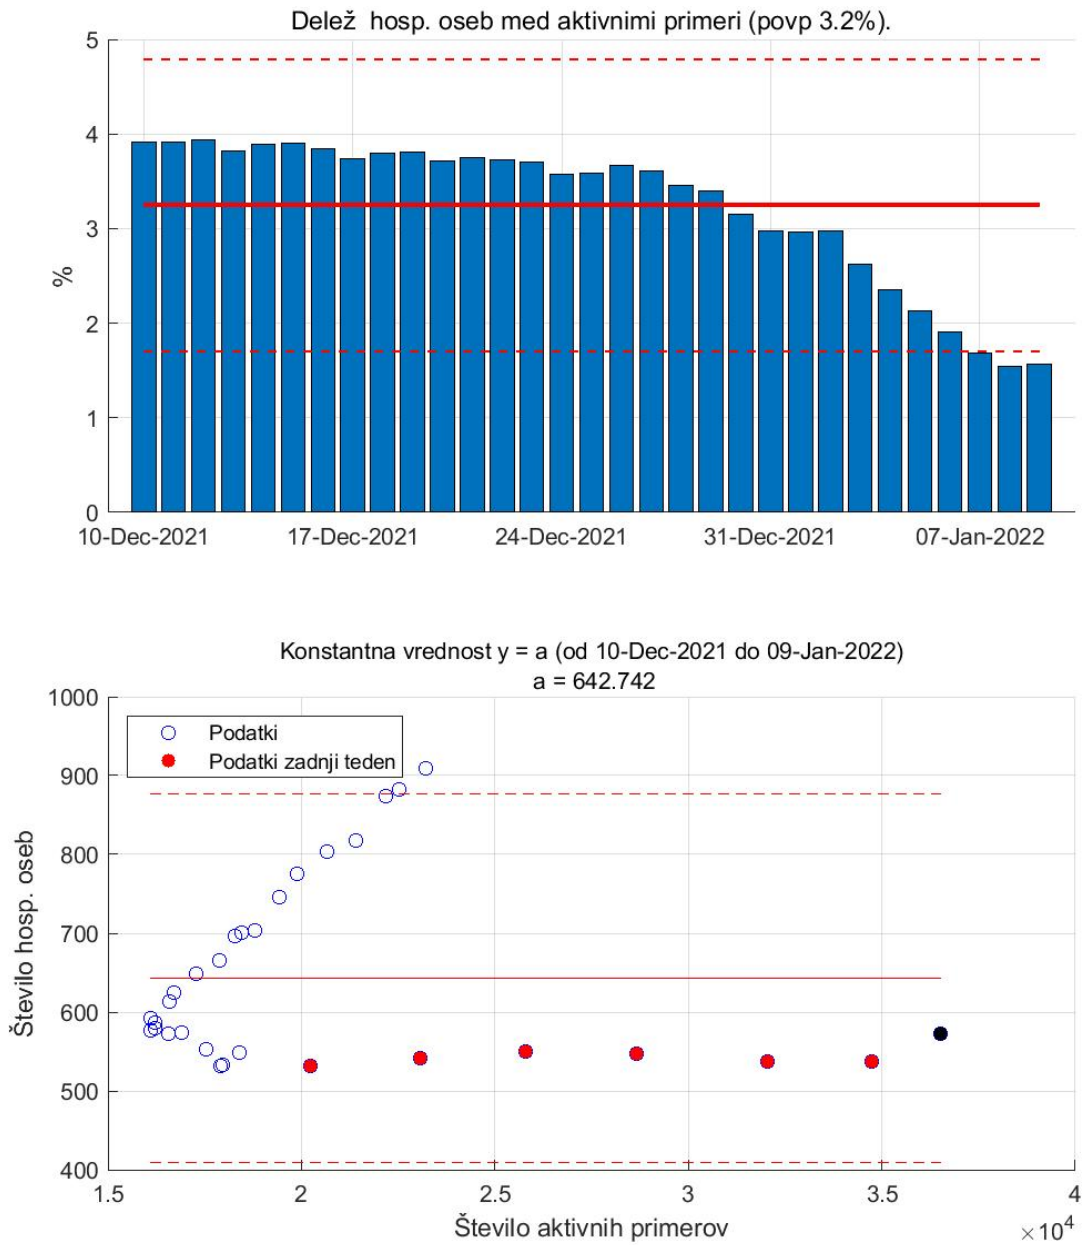 Delež  hosp. oseb med aktivnimi primeri (povp 3.2%).
5
4
3
2
1
0
%
10-Dec-2021
17-Dec-2021
24-Dec-2021
31-Dec-2021
07-Jan-2022
Konstantna vrednost y = a (od 10-Dec-2021 do 09-Jan-2022)
a = 642.742
1000
900
800
700
600
500
400
Število hosp. oseb
Podatki
Podatki zadnji teden
1.5
2
2.5
3
3.5
4
Število aktivnih primerov
×10⁴